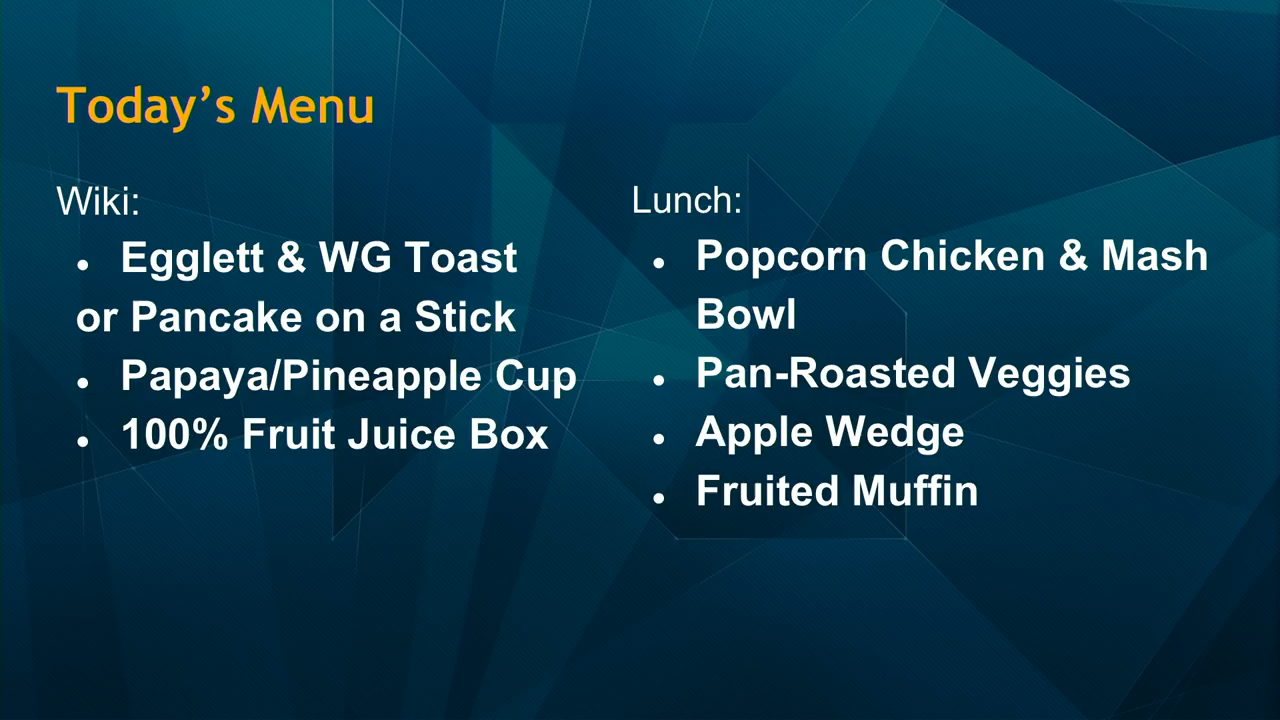 Today’s Menu
Wiki:
• Egglett & WG Toast
or Pancake on a Stick
• Papaya/Pineapple Cup
• 100% Fruit Juice Box
Lunch:
• Popcorn Chicken & Mash
Bowl
• Pan-Roasted Veggies
• Apple Wedge
• Fruited Muffin